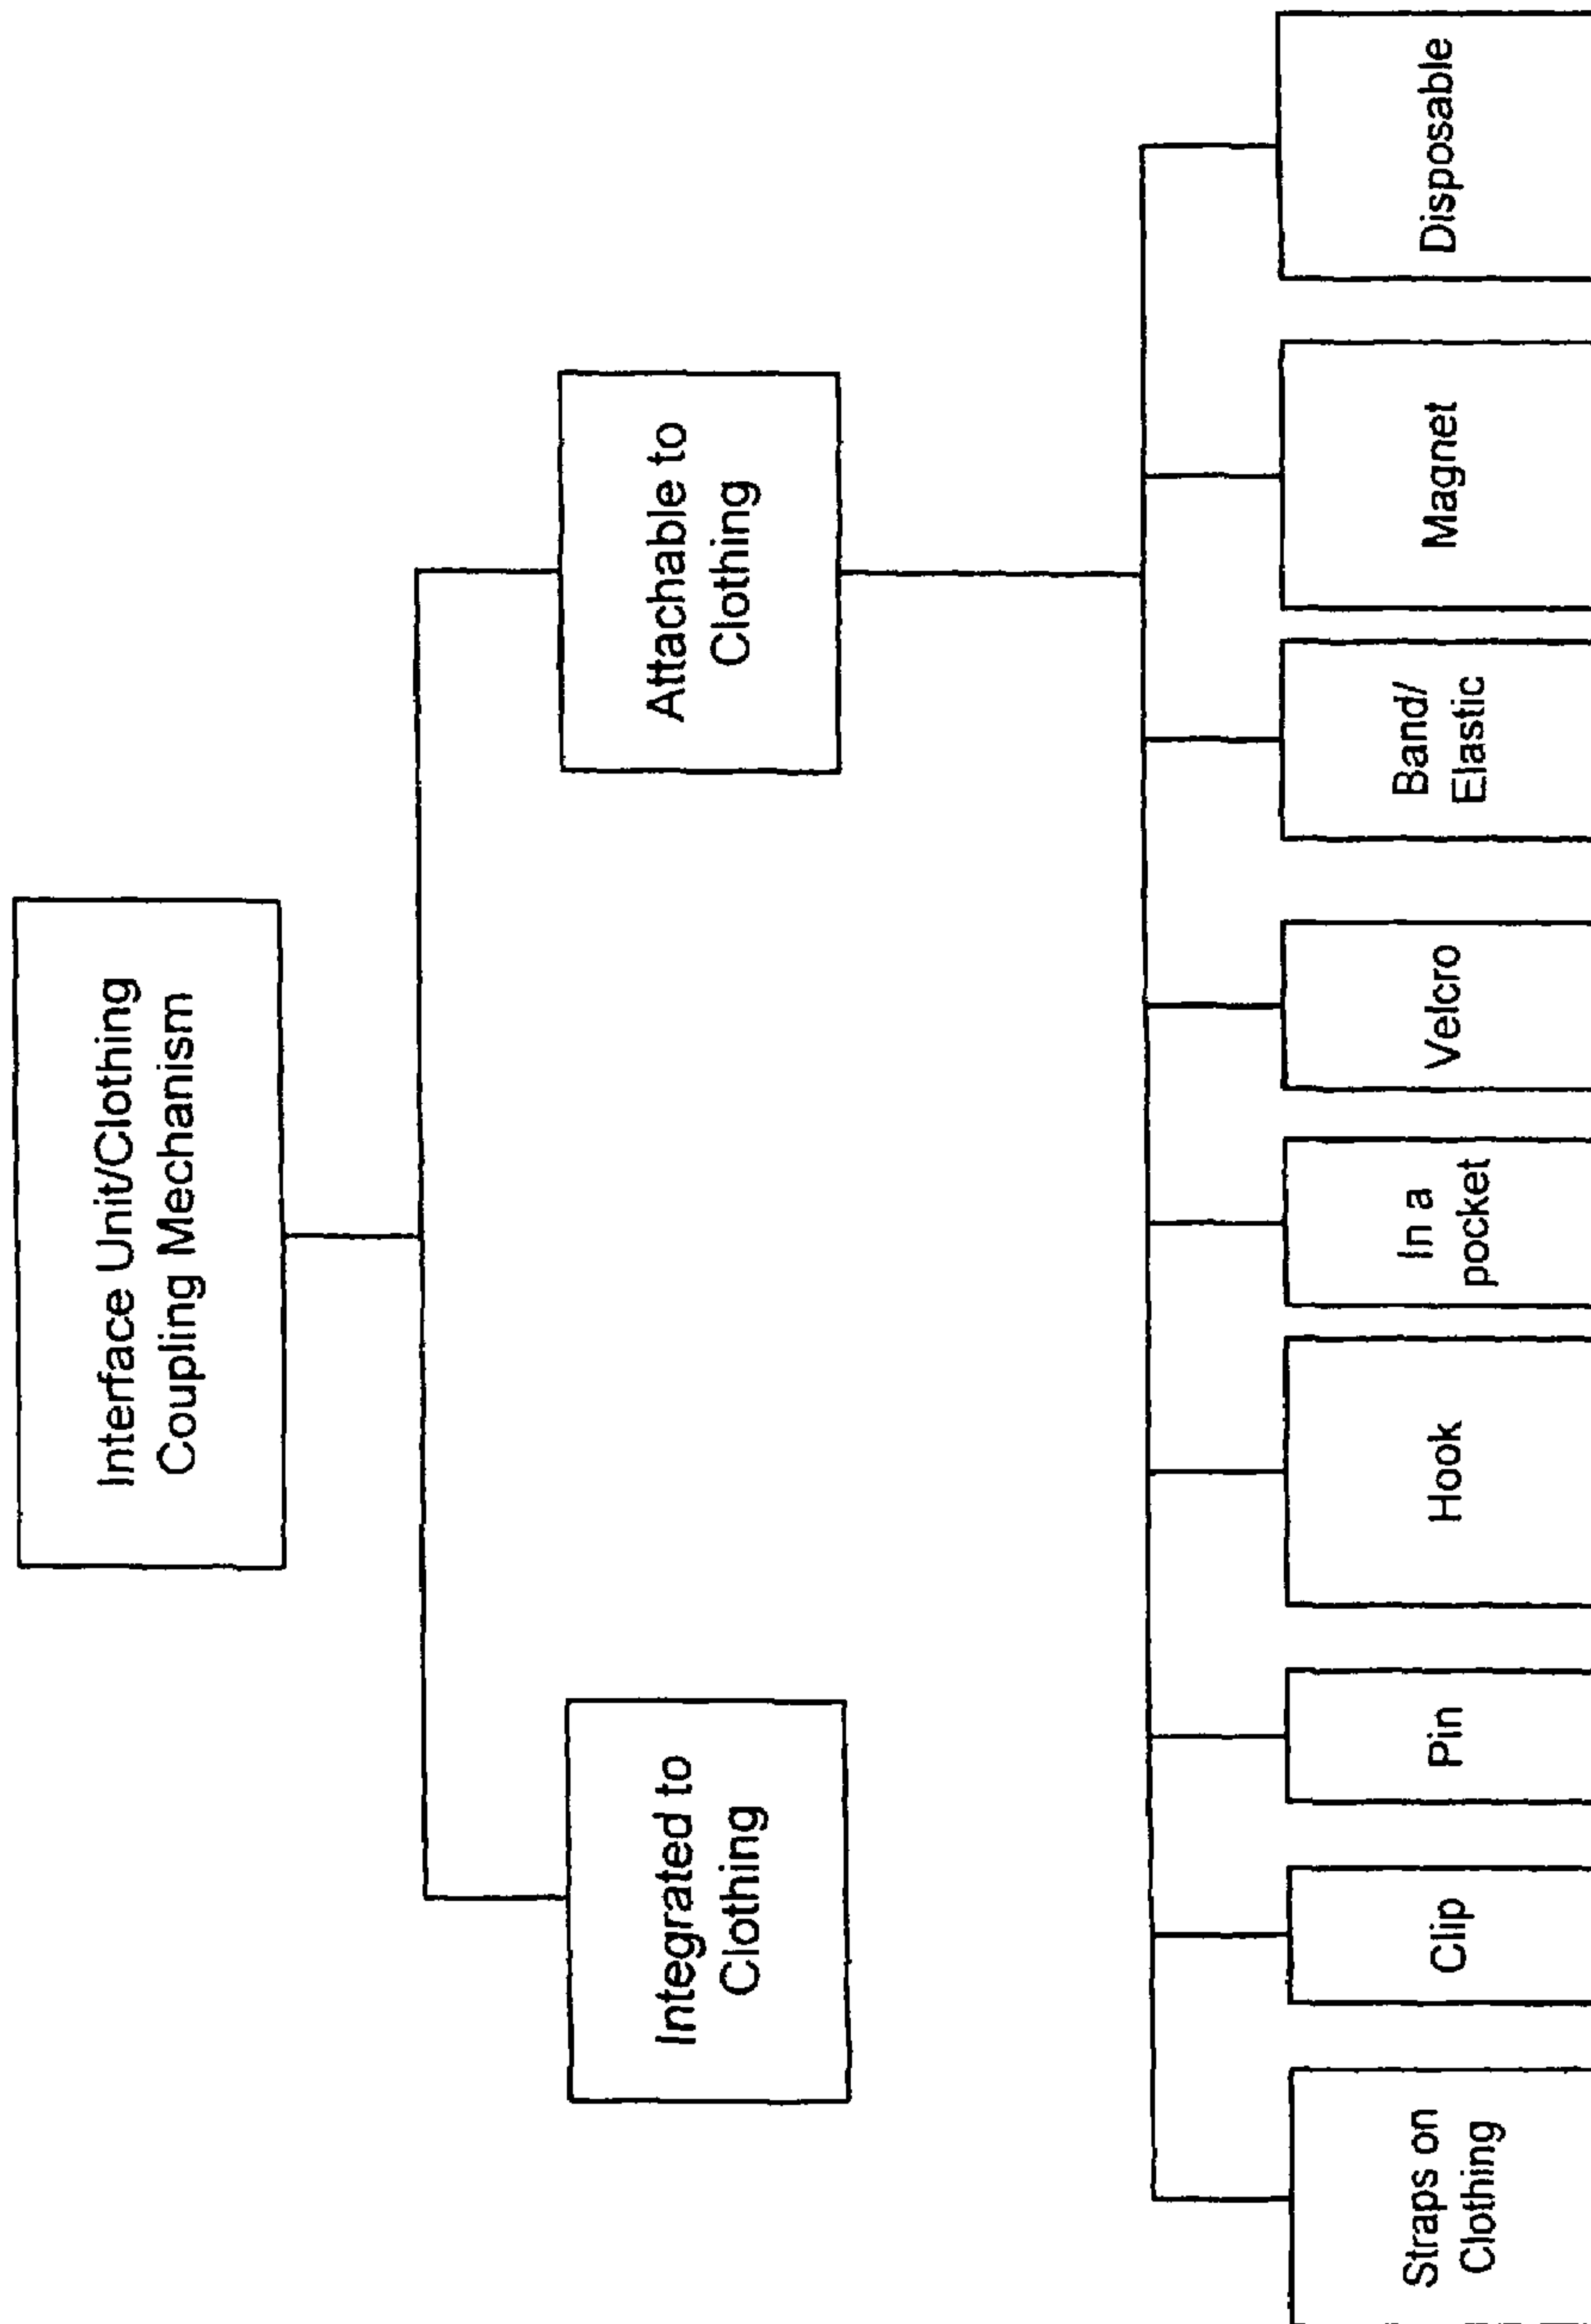 Interface Unit/Clothing
Coupling Mechanism
Integrated to
Clothing
Attachable to
Clothing
Straps on
Clothing
Clip
Pin
Hook
In a
pocket
Velcro
Band/
Elastic
Magnet
Disposable